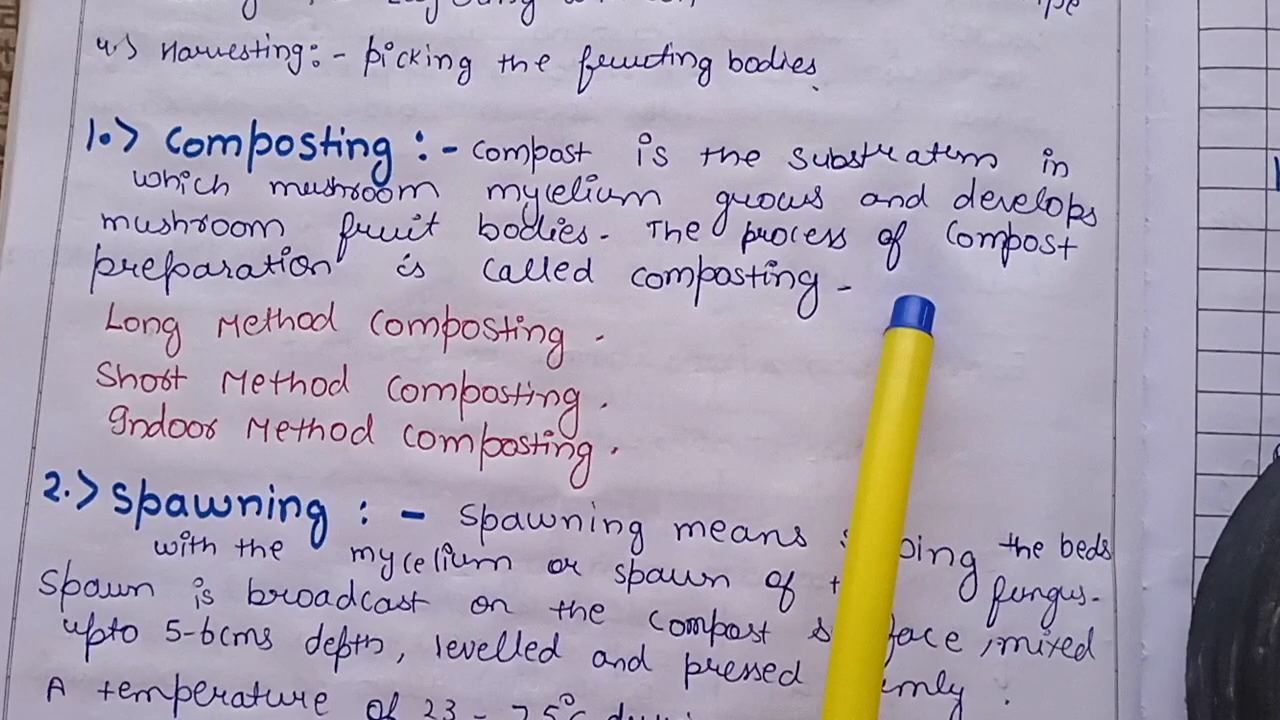 4.) Harvesting:- picking the fruiting bodies.
1.> Composting :- compost is the substratum in
which mushroom mycelium grows and develops
mushroom fruit bodies. The process of compost
preparation is called composting.
Long Method Composting.
Short Method Composting.
Indoor Method Composting.
2.> Spawning :- spawning means the beds
with the mycelium or spawn of fungus.
spawn is broadcast on the compost, mixed
upto 5-6cms depth, levelled and pressed
A temperature of 23 - 25°c